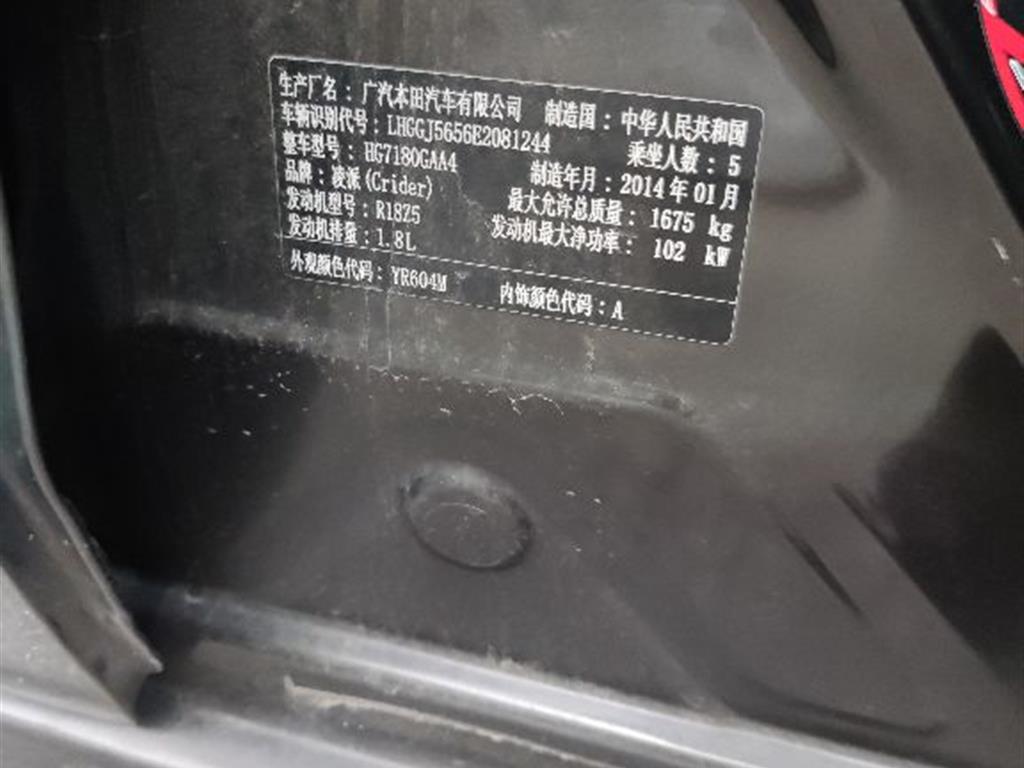 生产厂名：广汽本田汽车有限公司 制造国：中华人民共和国
车辆识别代号：LHGGJ5656E2081244 乘坐人数：5
整车型号：HG7180GAA4 制造年月：2014年01月
品牌：凌派(Crider) 最大允许总质量：1675 kg
发动机型号：R18Z5 发动机最大净功率：102 kW
发动机排量：1.8L
外观颜色代码：YR604M 内饰颜色代码：A